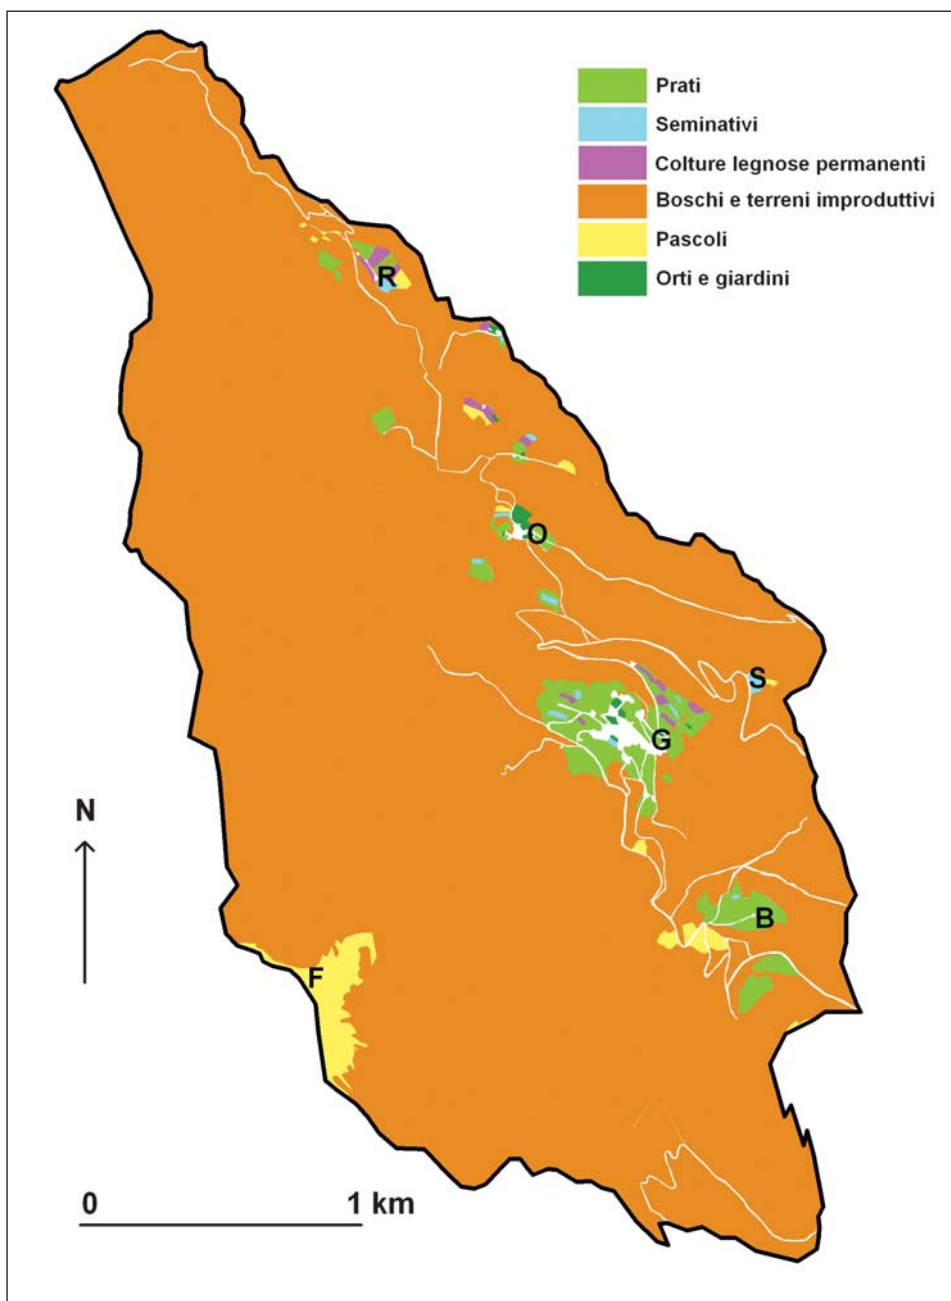 Prati
Seminativi
Colture legnose permanenti
Boschi e terreni improduttivi
Pascoli
Orti e giardini
R
O
S
G
N
B
F
0 1 km